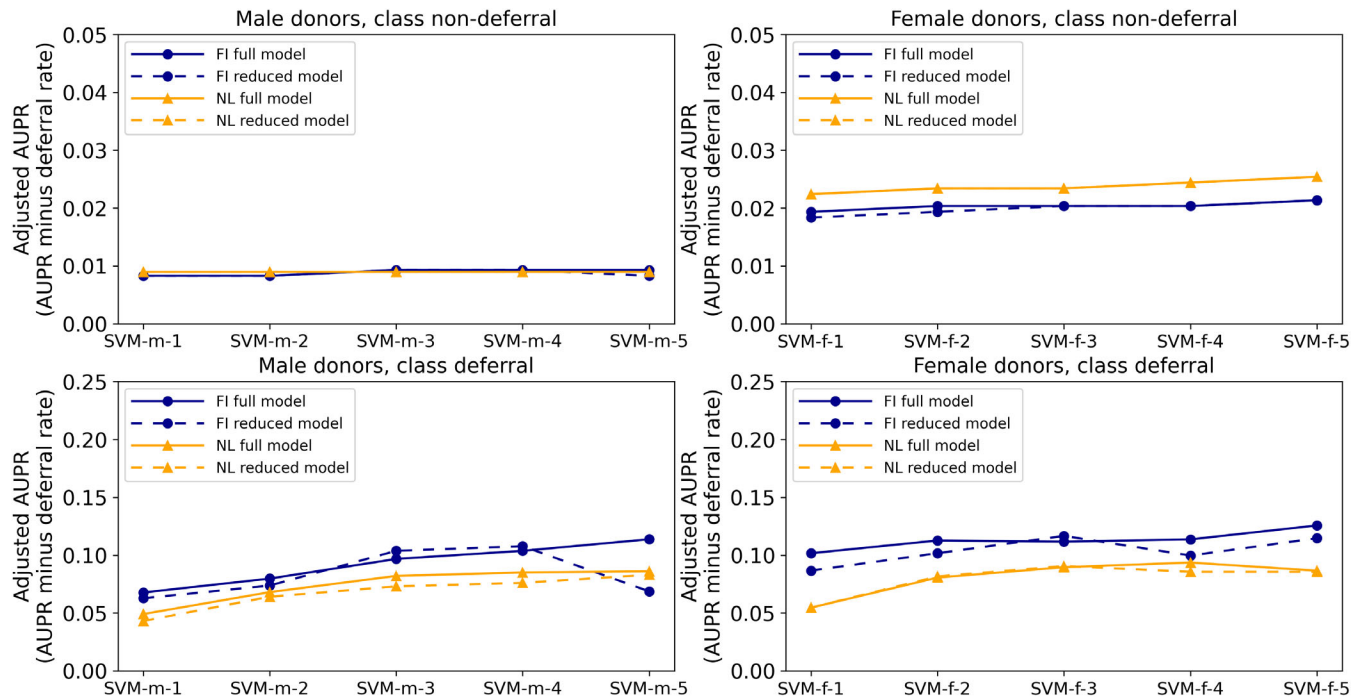 Male donors, class non-deferral
Adjusted AUPR
(AUPR minus deferral rate)
0.05
0.04
0.03
0.02
0.01
0.00
FI full model
FI reduced model
NL full model
NL reduced model
SVM-m-1 SVM-m-2 SVM-m-3 SVM-m-4 SVM-m-5
Female donors, class non-deferral
Adjusted AUPR
(AUPR minus deferral rate)
0.05
0.04
0.03
0.02
0.01
0.00
FI full model
FI reduced model
NL full model
NL reduced model
SVM-f-1 SVM-f-2 SVM-f-3 SVM-f-4 SVM-f-5
Male donors, class deferral
Adjusted AUPR
(AUPR minus deferral rate)
0.25
0.20
0.15
0.10
0.05
0.00
FI full model
FI reduced model
NL full model
NL reduced model
SVM-m-1 SVM-m-2 SVM-m-3 SVM-m-4 SVM-m-5
Female donors, class deferral
Adjusted AUPR
(AUPR minus deferral rate)
0.25
0.20
0.15
0.10
0.05
0.00
FI full model
FI reduced model
NL full model
NL reduced model
SVM-f-1 SVM-f-2 SVM-f-3 SVM-f-4 SVM-f-5